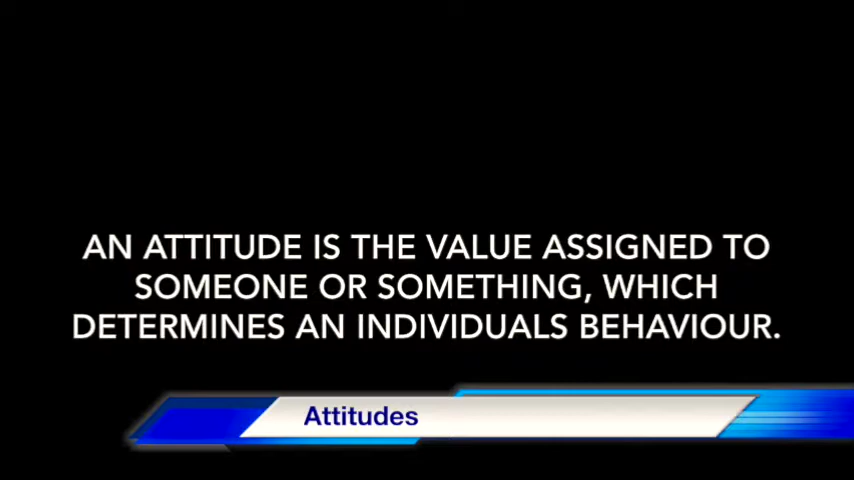 AN ATTITUDE IS THE VALUE ASSIGNED TO
SOMEONE OR SOMETHING, WHICH
DETERMINES AN INDIVIDUALS BEHAVIOUR.
Attitudes